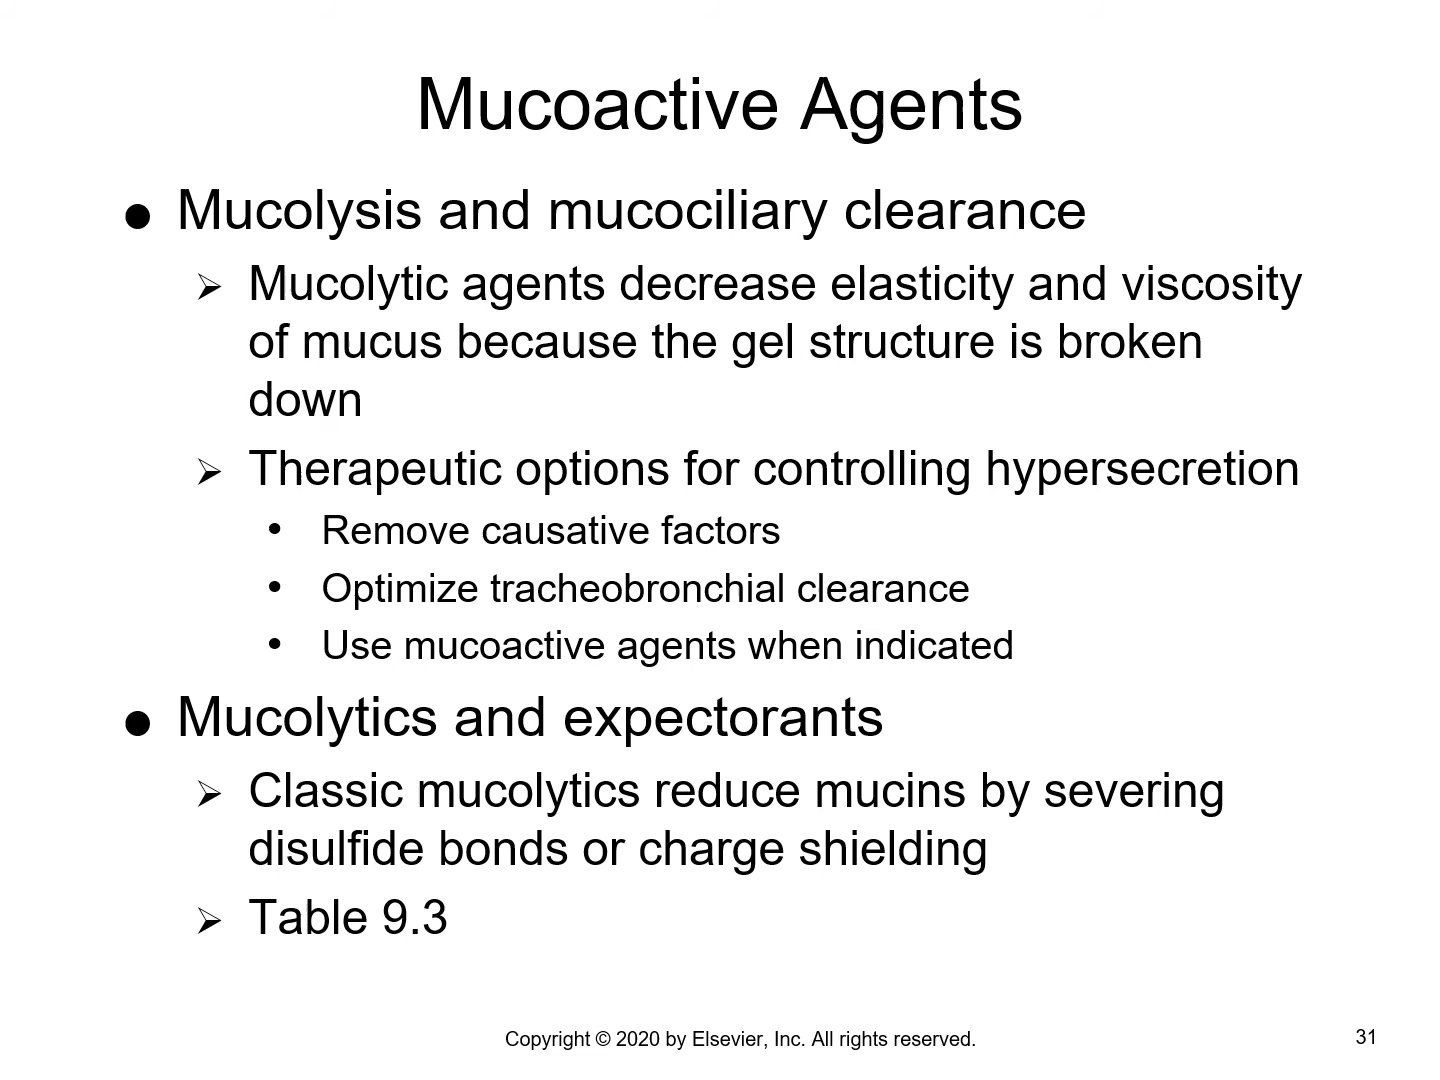 Mucoactive Agents
● Mucolysis and mucociliary clearance
➢ Mucolytic agents decrease elasticity and viscosity
of mucus because the gel structure is broken
down
➢ Therapeutic options for controlling hypersecretion
• Remove causative factors
• Optimize tracheobronchial clearance
• Use mucoactive agents when indicated
● Mucolytics and expectorants
➢ Classic mucolytics reduce mucins by severing
disulfide bonds or charge shielding
➢ Table 9.3
Copyright © 2020 by Elsevier, Inc. All rights reserved.
31